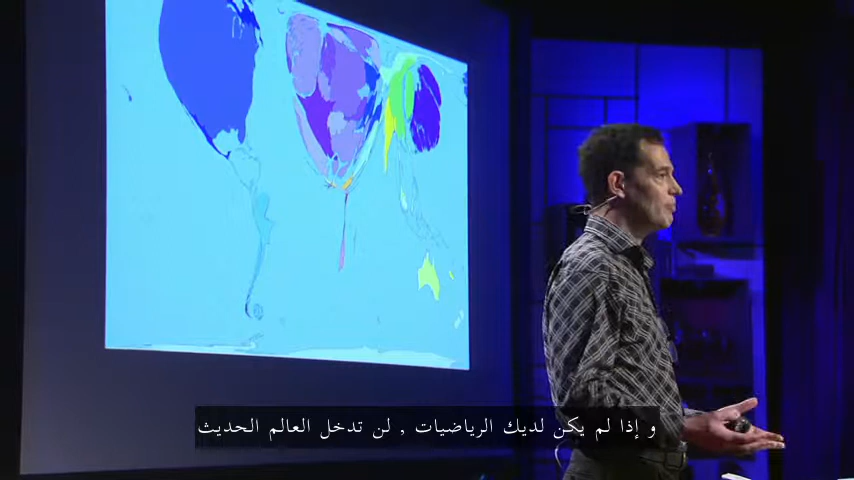 و إذا لم يكن لديك الرياضيات , لن تدخل العالم الحديث